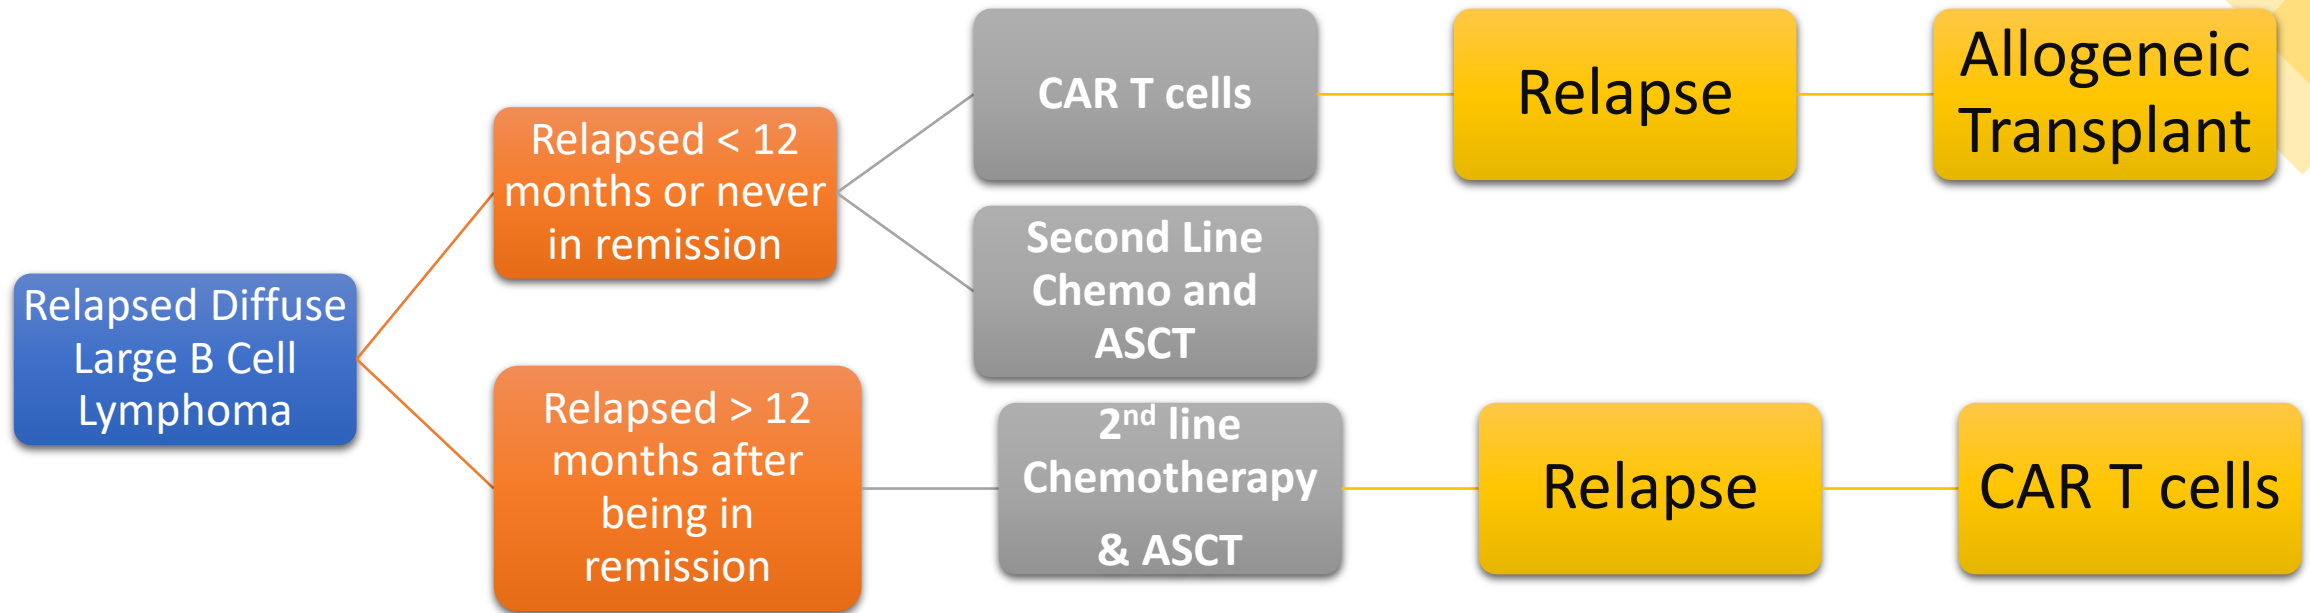 Relapsed Diffuse
Large B Cell
Lymphoma
Relapsed < 12
months or never
in remission
CAR T cells
Relapse
Allogeneic
Transplant
Second Line
Chemo and
ASCT
Relapsed > 12
months after
being in
remission
2nd line
Chemotherapy
& ASCT
Relapse
CAR T cells